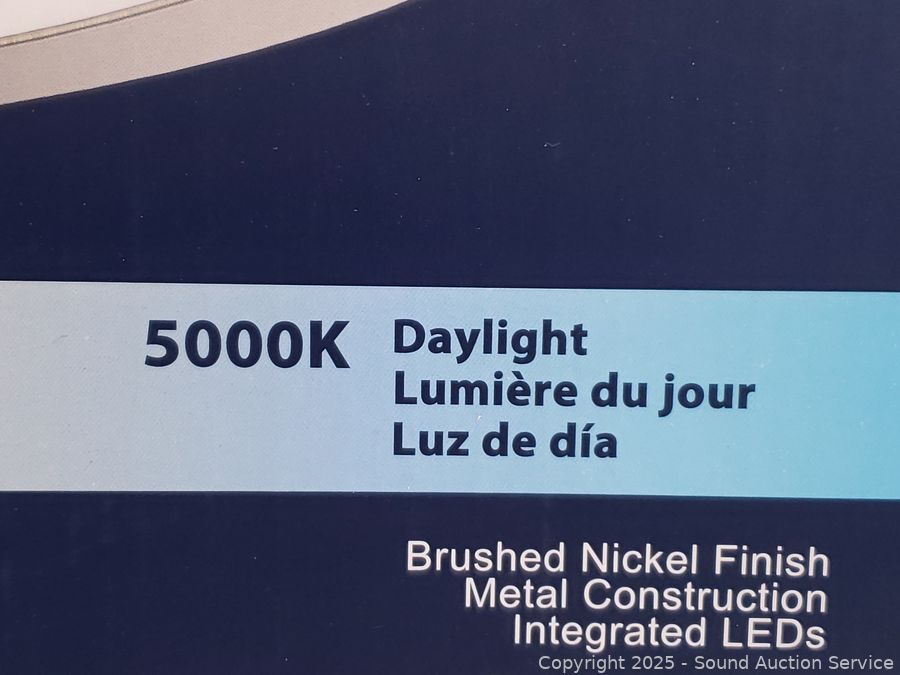 5000K
Daylight
Lumière du jour
Luz de día
Brushed Nickel Finish
Metal Construction
Integrated LEDs
Copyright 2025 - Sound Auction Service